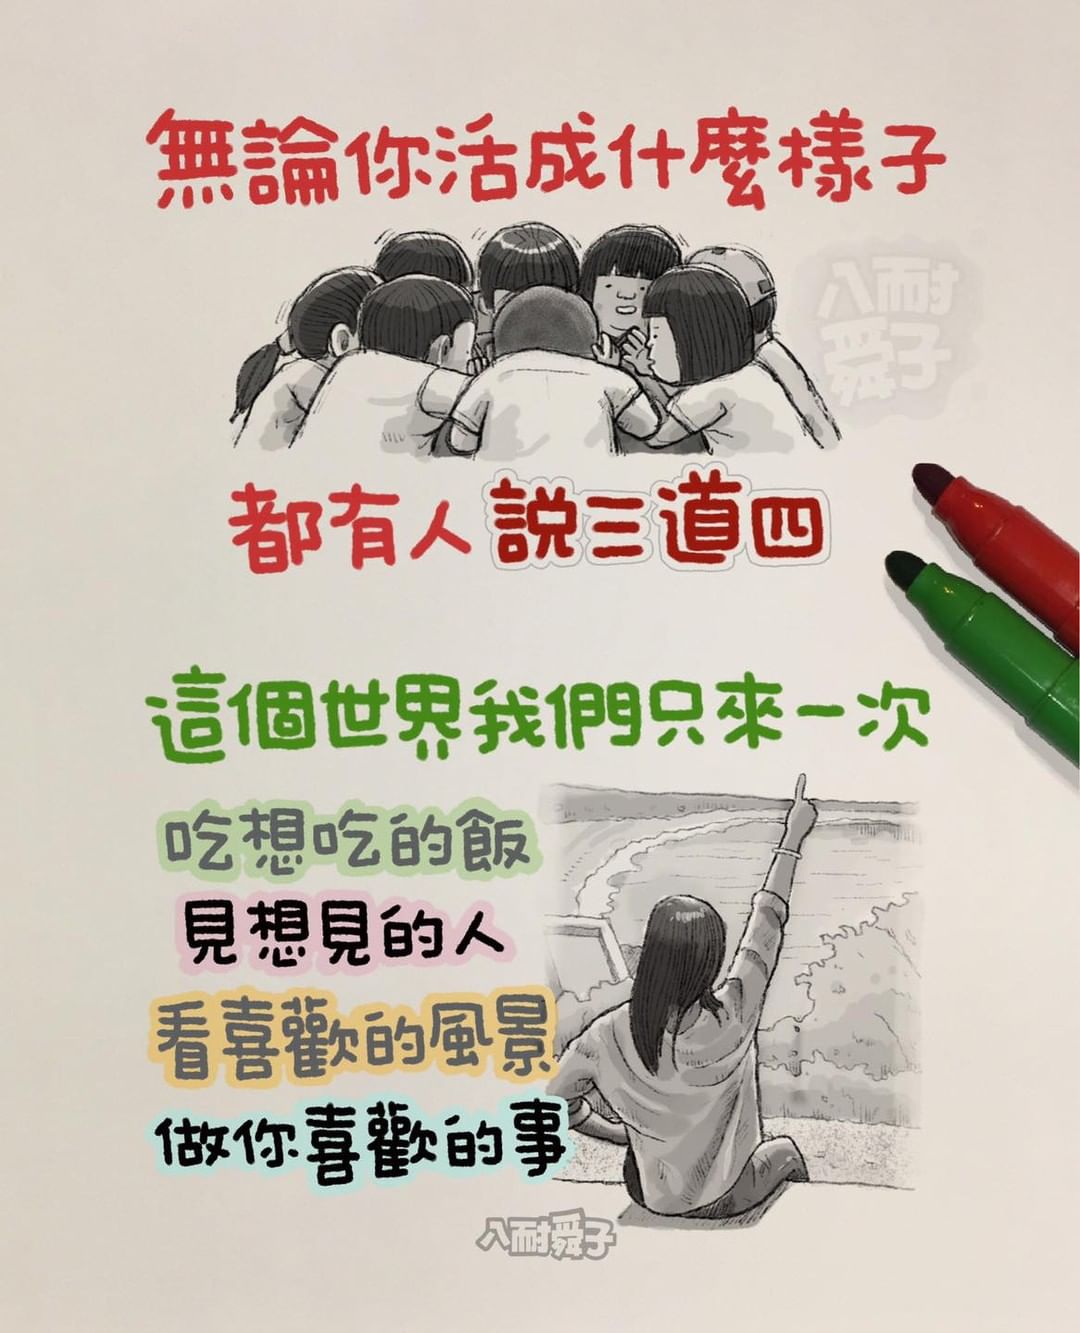 無論你活成什麼樣子
八耐
舜子
都有人說三道四
這個世界我們只來一次
吃想吃的飯
見想見的人
看喜歡的風景
做你喜歡的事
八耐舜子